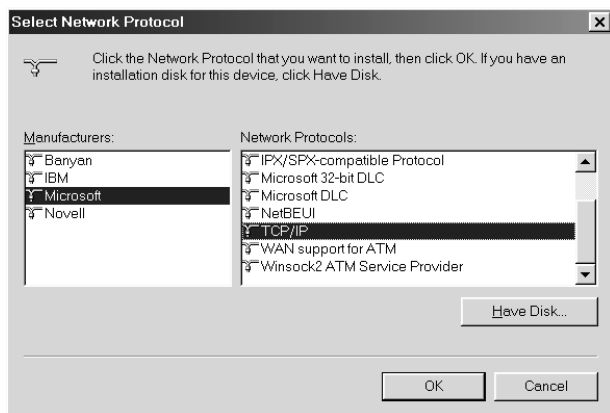 Select Network Protocol
Click the Network Protocol that you want to install, then click OK. If you have an
installation disk for this device, click Have Disk.
Manufacturers:
Banyan
IBM
Microsoft
Novell
Network Protocols:
IPX/SPX-compatible Protocol
Microsoft 32-bit DLC
Microsoft DLC
NetBEUI
TCP/IP
WAN support for ATM
Winsock2 ATM Service Provider
Have Disk...
OK
Cancel